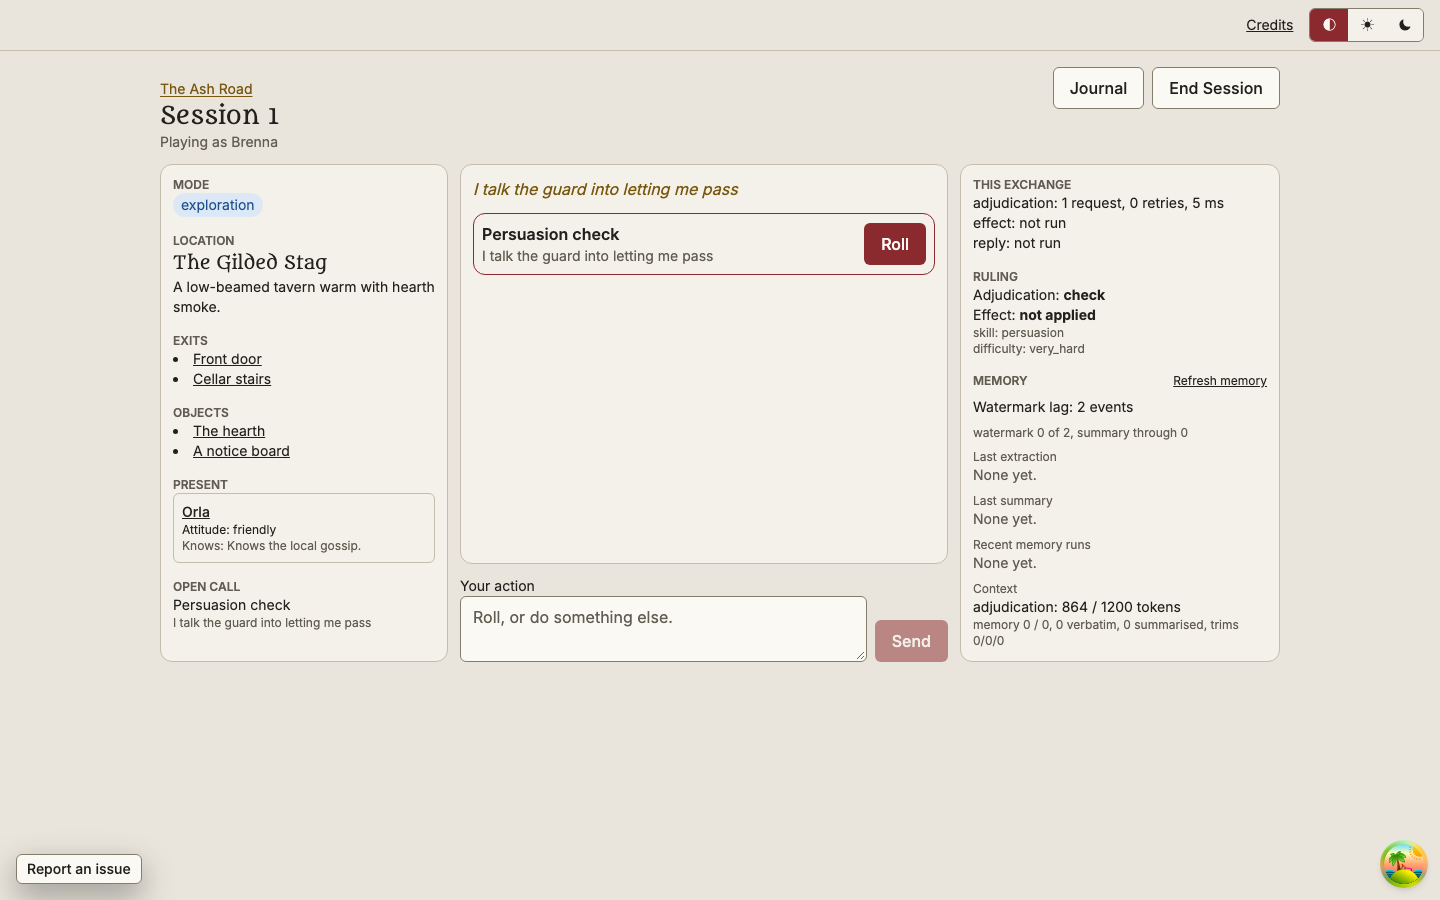 Credits
The Ash Road
Session 1
Playing as Brenna
Journal
End Session
MODE
exploration
LOCATION
The Gilded Stag
A low-beamed tavern warm with hearth
smoke.
EXITS
Front door
Cellar stairs
OBJECTS
The hearth
A notice board
PRESENT
Orla
Attitude: friendly
Knows: Knows the local gossip.
OPEN CALL
Persuasion check
I talk the guard into letting me pass
I talk the guard into letting me pass
Persuasion check
I talk the guard into letting me pass
Roll
Your action
Roll, or do something else.
Send
THIS EXCHANGE
adjudication: 1 request, 0 retries, 5 ms
effect: not run
reply: not run
RULING
Adjudication: check
Effect: not applied
skill: persuasion
difficulty: very_hard
MEMORY
Refresh memory
Watermark lag: 2 events
watermark 0 of 2, summary through 0
Last extraction
None yet.
Last summary
None yet.
Recent memory runs
None yet.
Context
adjudication: 864 / 1200 tokens
memory 0 / 0, 0 verbatim, 0 summarised, trims
0/0/0
Report an issue